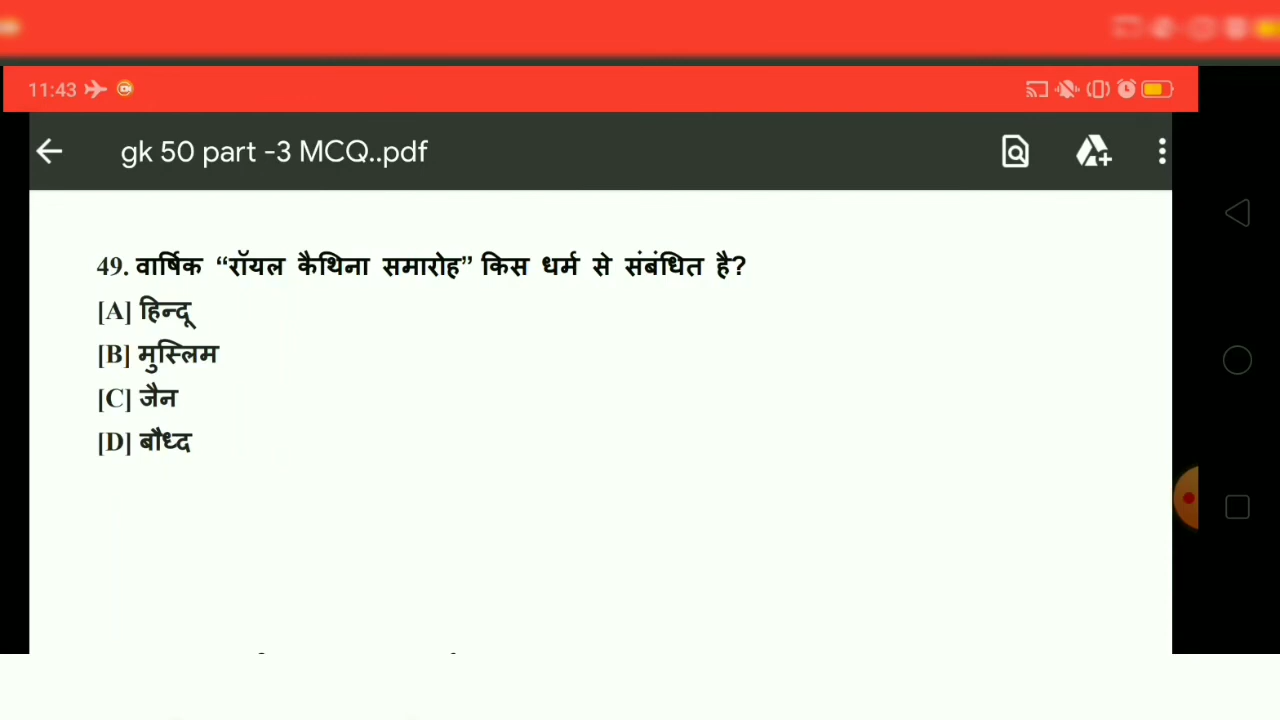 11:43
gk 50 part -3 MCQ..pdf
49. वार्षिक “रॉयल कैथिना समारोह” किस धर्म से संबंधित है?
[A] हिन्दू
[B] मुस्लिम
[C] जैन
[D] बौध्द